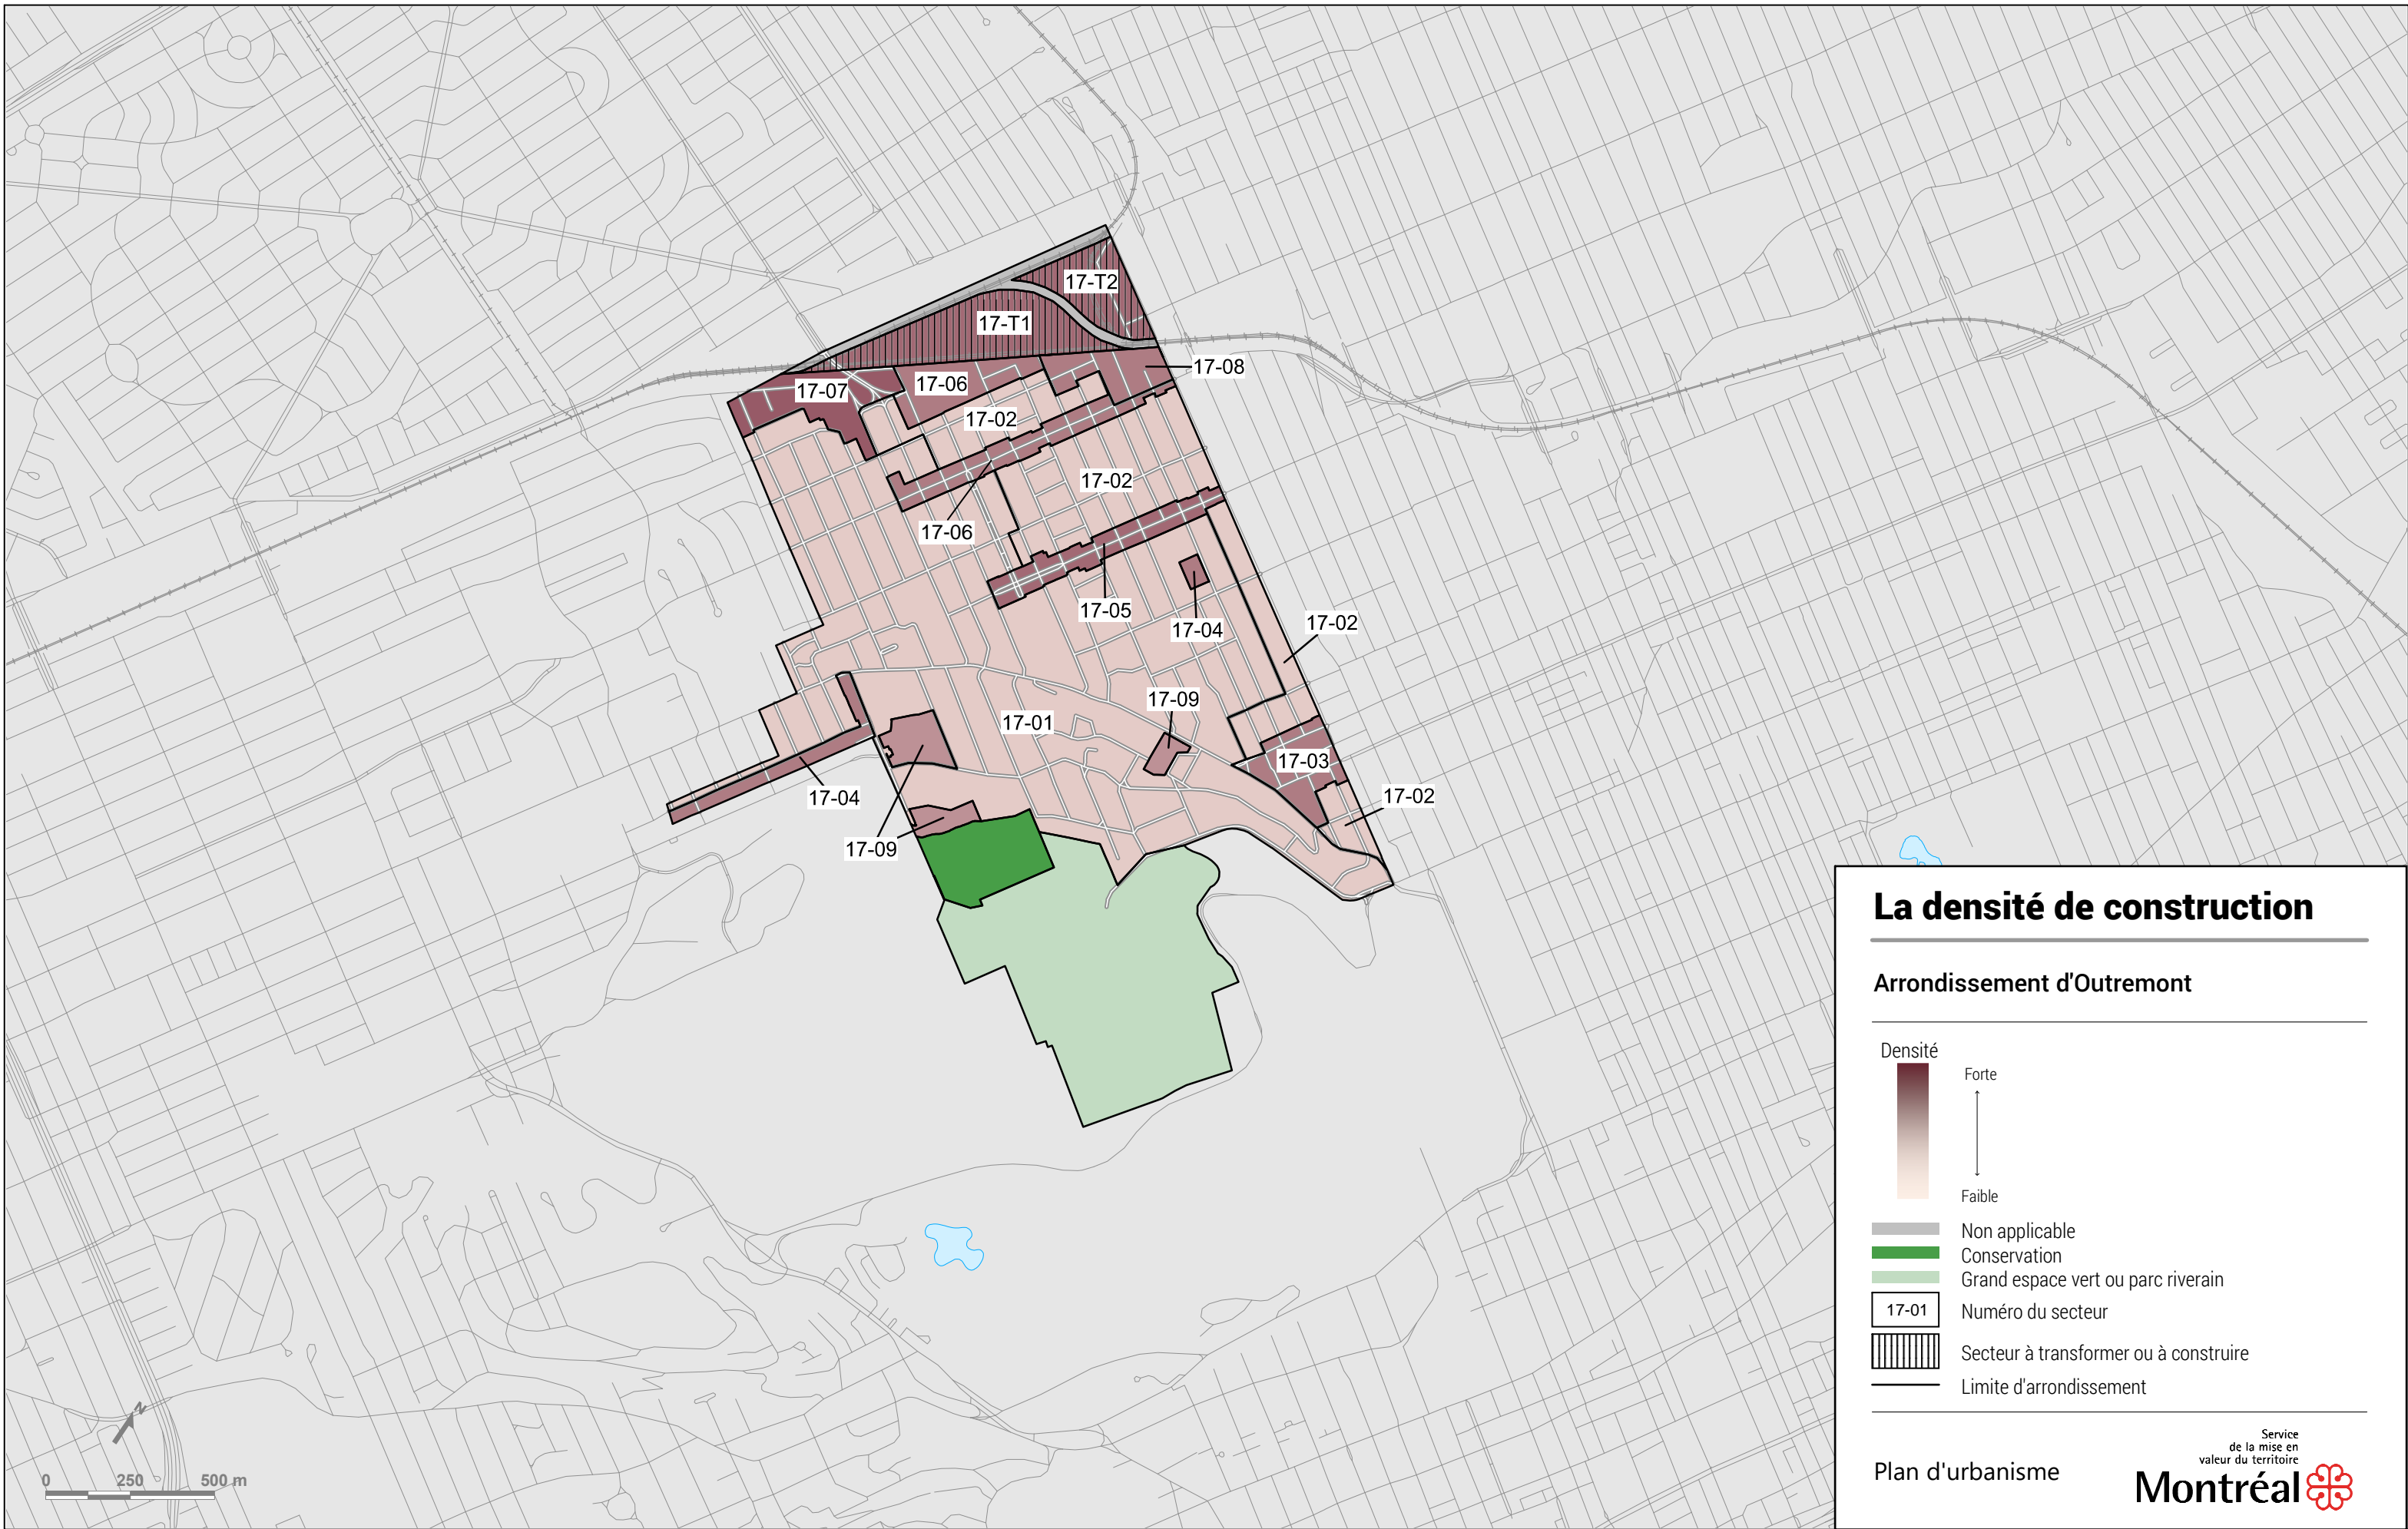 17-T2
17-T1
17-08
17-06
17-07
17-02
17-02
17-06
17-05
17-04
17-02
17-09
17-01
17-03
17-04
17-02
17-09
La densité de construction
Arrondissement d'Outremont
Densité
Forte
Faible
Non applicable
Conservation
Grand espace vert ou parc riverain
17-01 Numéro du secteur
Secteur à transformer ou à construire
Limite d'arrondissement
Plan d'urbanisme
Service
de la mise en
valeur du territoire
Montréal
N
0 250 500 m